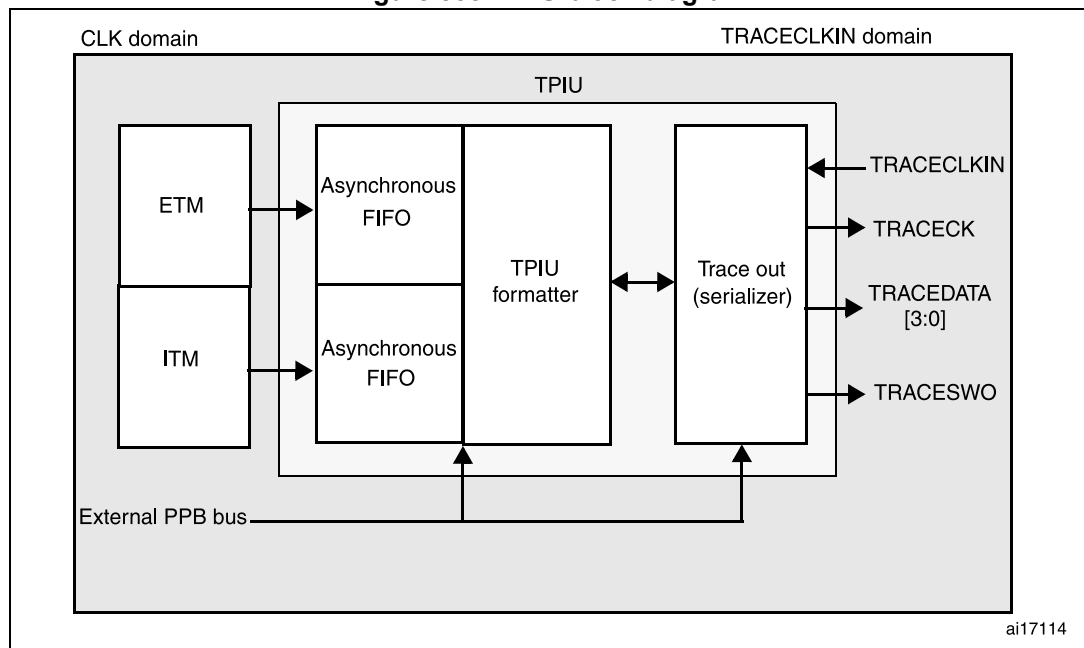 CLK domain
TRACECLKIN domain
TPIU
ETM
Asynchronous
FIFO
TPIU
formatter
Trace out
(serializer)
TRACECLKIN
TRACECK
TRACEDATA
[3:0]
TRACESWO
ITM
Asynchronous
FIFO
External PPB bus
ai17114